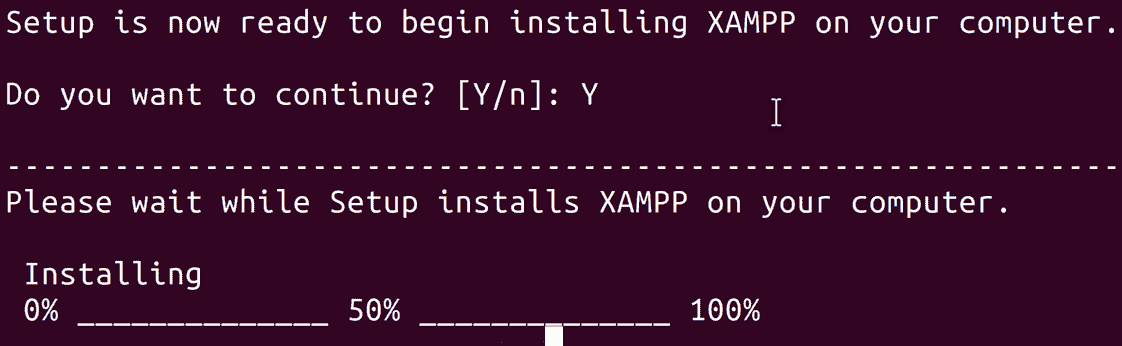 Setup is now ready to begin installing XAMPP on your computer.
Do you want to continue? [Y/n]: Y
----------------------------------------------------------------
Please wait while Setup installs XAMPP on your computer.
Installing
0% ______________ 50% ______________ 100%